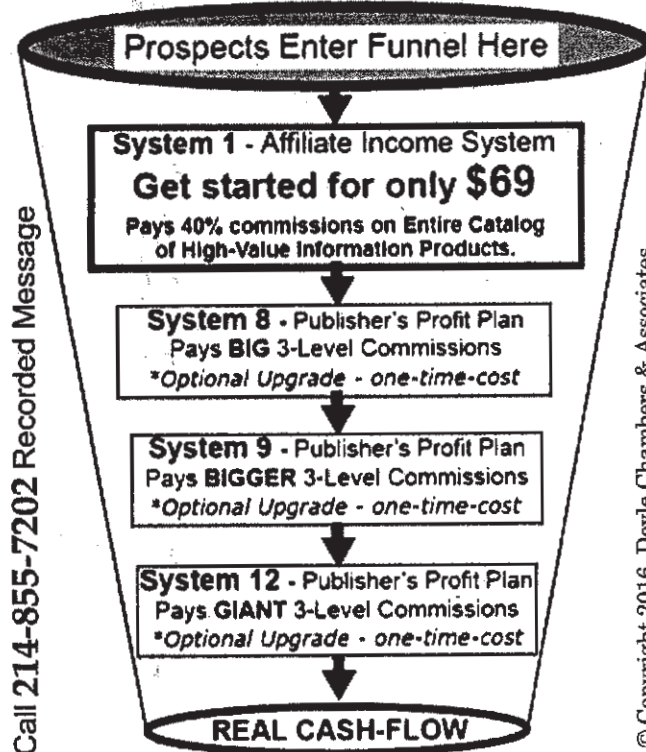 Prospects Enter Funnel Here
System 1 - Affiliate Income System
Get started for only $69
Pays 40% commissions on Entire Catalog
of High-Value Information Products.
System 8 - Publisher's Profit Plan
Pays BIG 3-Level Commissions
*Optional Upgrade - one-time-cost
System 9 - Publisher's Profit Plan
Pays BIGGER 3-Level Commissions
*Optional Upgrade - one-time-cost
System 12 - Publisher's Profit Plan
Pays GIANT 3-Level Commissions
*Optional Upgrade - one-time-cost
REAL CASH-FLOW
Call 214-855-7202 Recorded Message
© Copyright 2016 Doyle Chambers & Associates